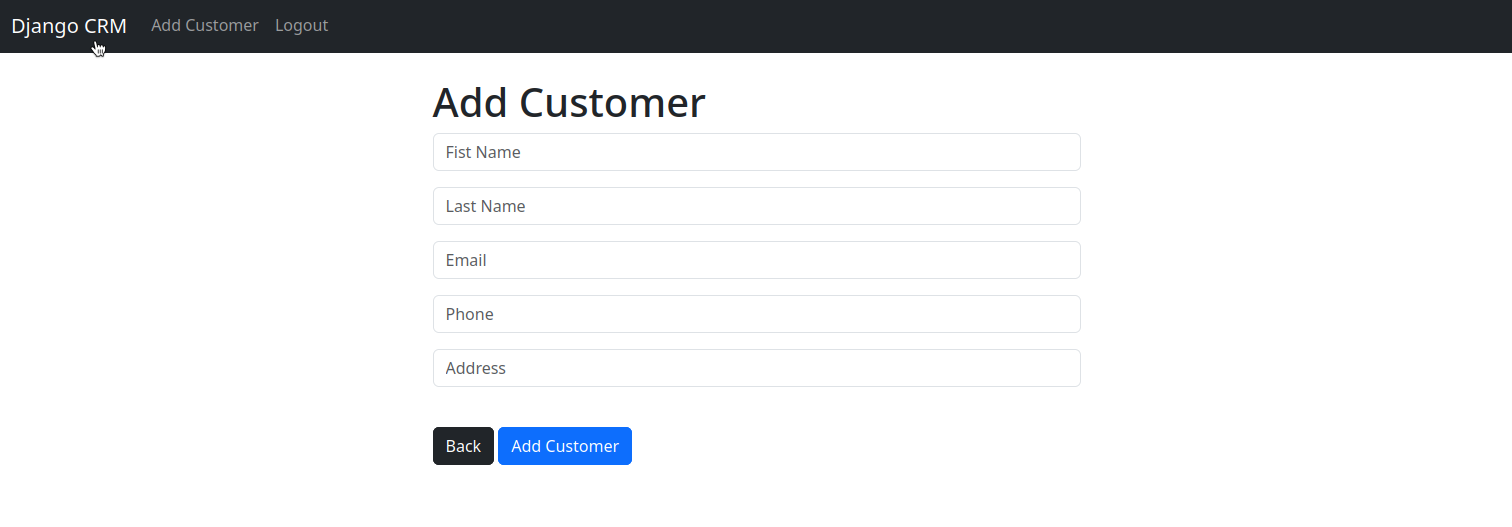 Django CRM Add Customer Logout
Add Customer
Fist Name
Last Name
Email
Phone
Address
Back Add Customer